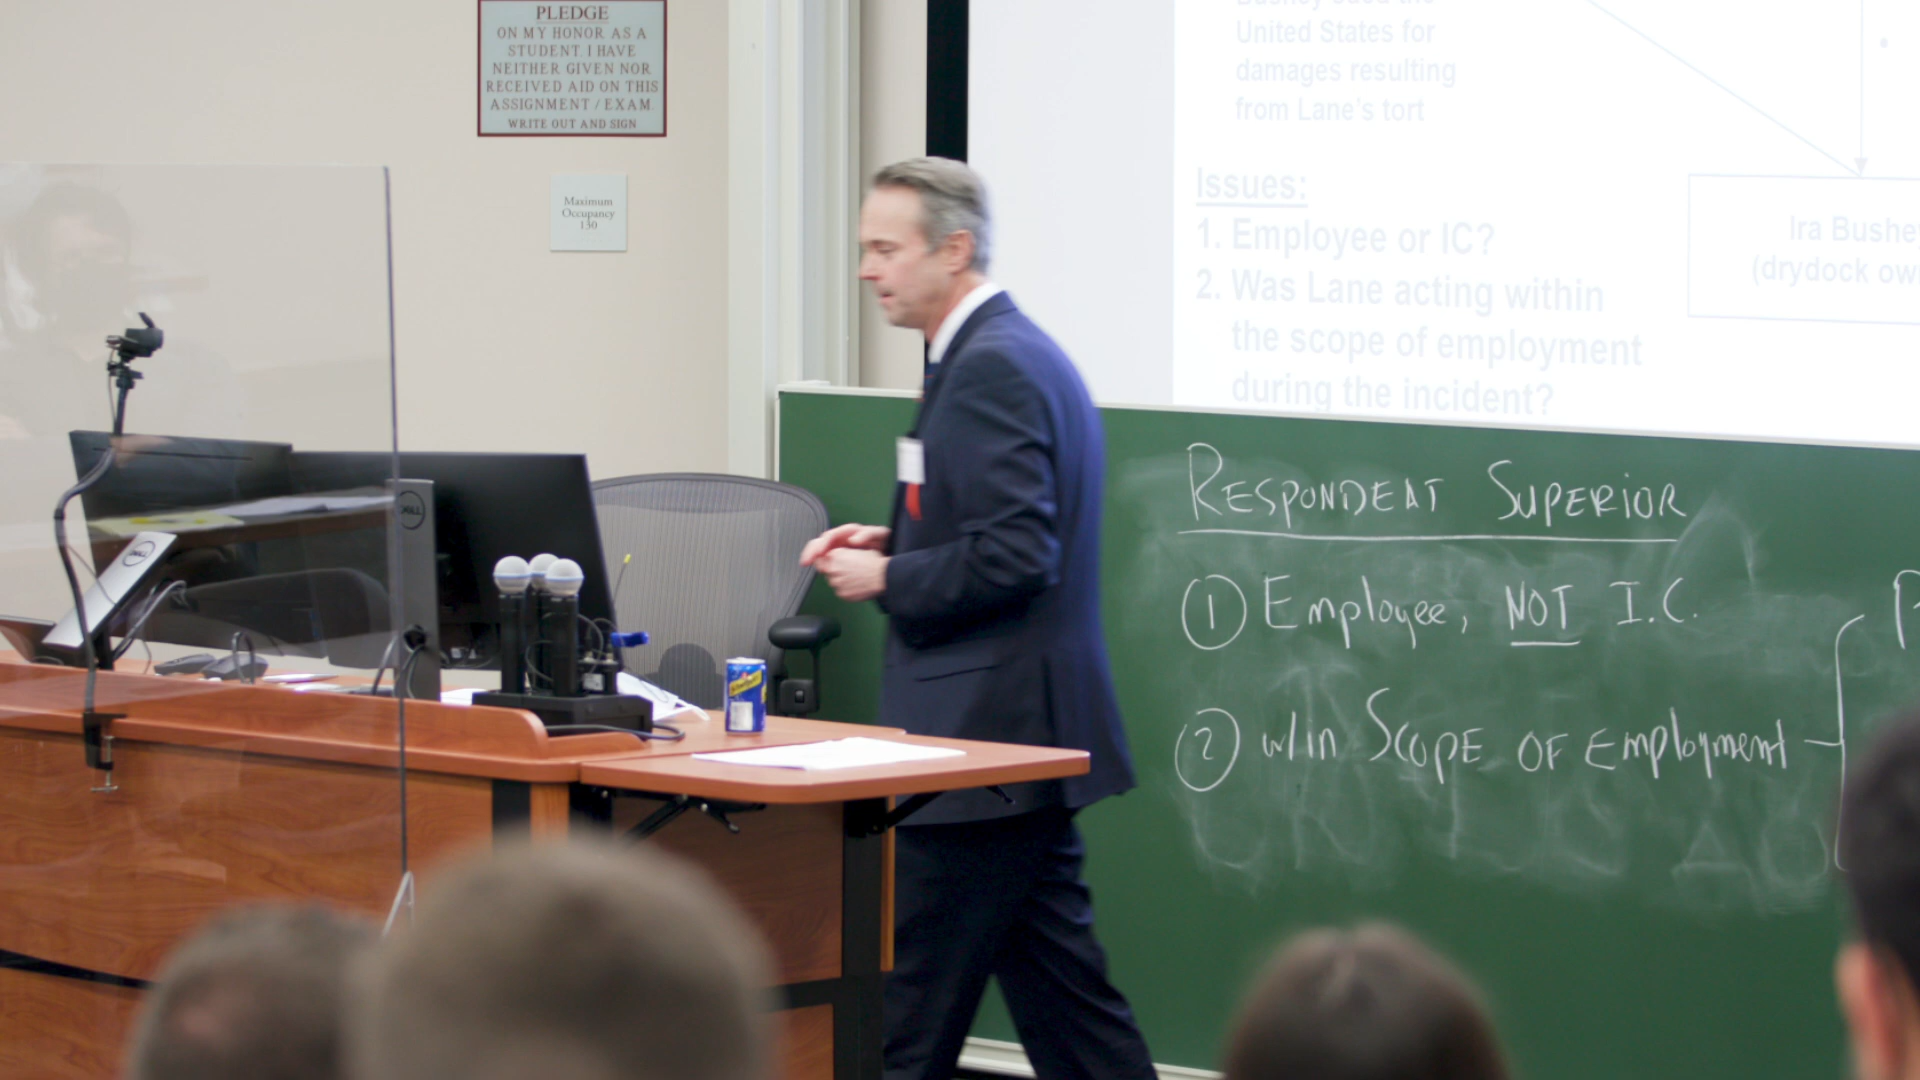 PLEDGE
ON MY HONOR AS A
STUDENT, I HAVE
NEITHER GIVEN NOR
RECEIVED AID ON THIS
ASSIGNMENT / EXAM
WRITE OUT AND SIGN
Maximum
Occupancy
130
United States for
damages resulting
from Lane's tort
Issues:
1. Employee or IC?
2. Was Lane acting within
the scope of employment
during the incident?
Ira Bushey
(drydock
RESPONDEAT SUPERIOR
① Employee, NOT I.C.
② w/in SCOPE OF EMPLOYMENT
DELL
DELL